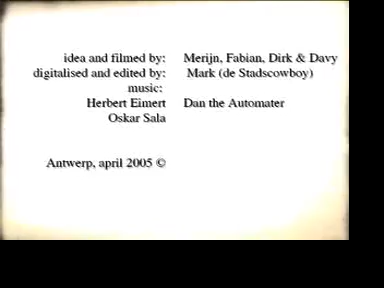 idea and filmed by: Merijn, Fabian, Dirk & Davy
digitalised and edited by: Mark (de Stadscowboy)
music:
Herbert Eimert Dan the Automater
Oskar Sala
Antwerp, april 2005 ©